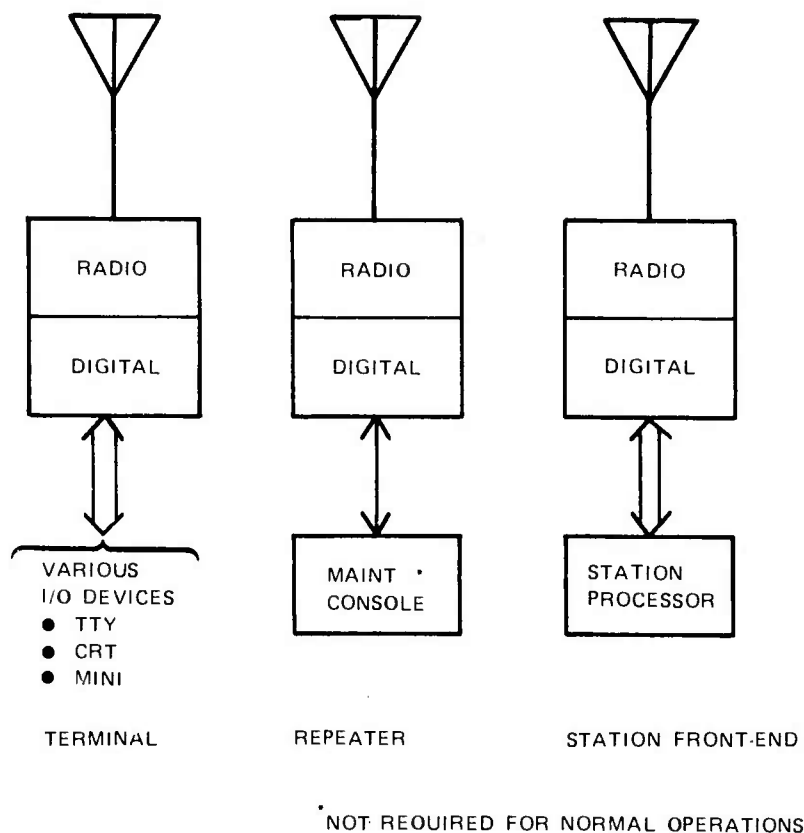 RADIO
DIGITAL
VARIOUS
I/O DEVICES
● TTY
● CRT
● MINI
TERMINAL
RADIO
DIGITAL
MAINT *
CONSOLE
REPEATER
RADIO
DIGITAL
STATION
PROCESSOR
STATION FRONT-END
*NOT REQUIRED FOR NORMAL OPERATIONS